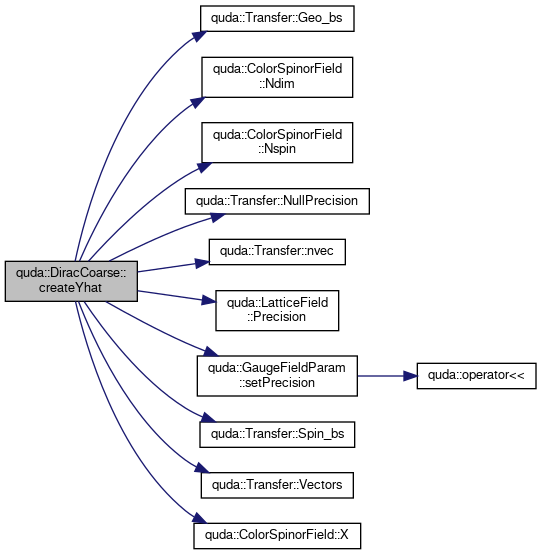 quda::DiracCoarse::
createYhat
quda::Transfer::Geo_bs
quda::ColorSpinorField
::Ndim
quda::ColorSpinorField
::Nspin
quda::Transfer::NullPrecision
quda::Transfer::nvec
quda::LatticeField
::Precision
quda::GaugeFieldParam
::setPrecision
quda::operator<<
quda::Transfer::Spin_bs
quda::Transfer::Vectors
quda::ColorSpinorField::X